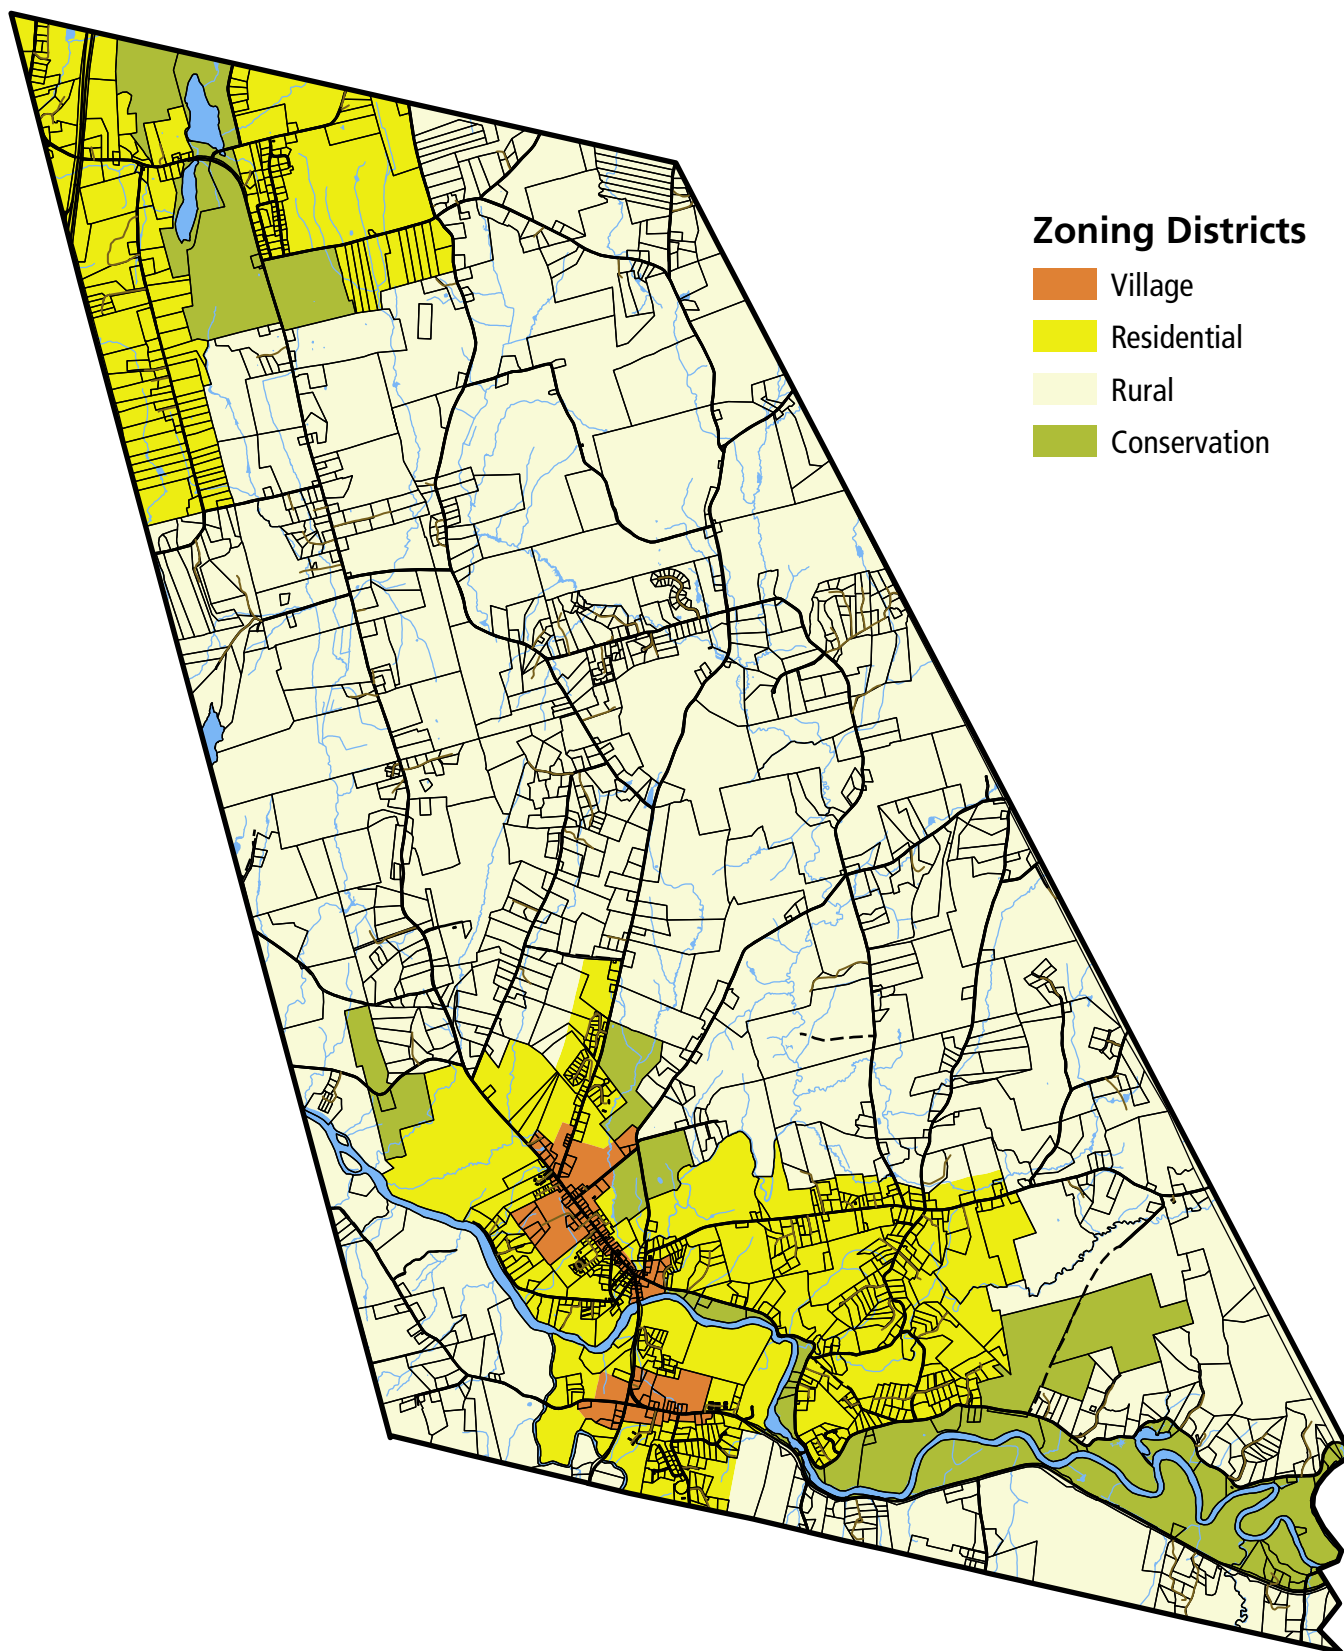 Zoning Districts
Village
Residential
Rural
Conservation